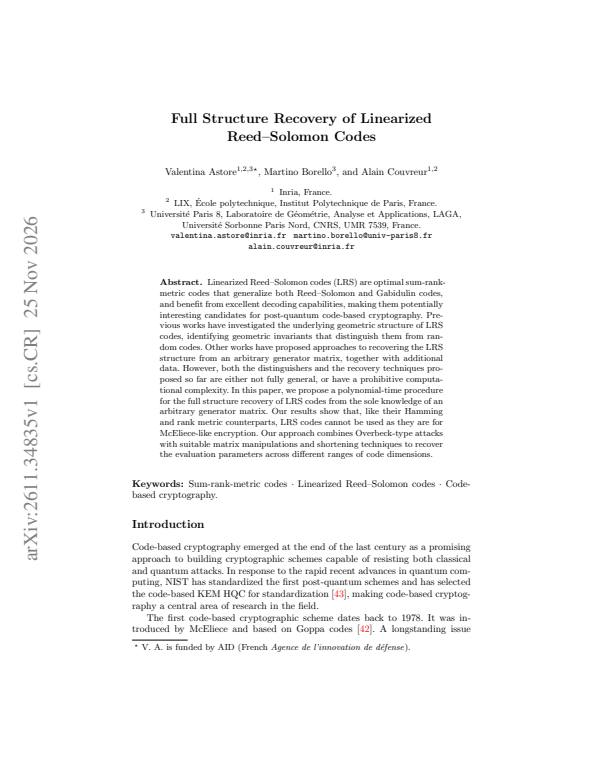 arXiv:2611.34835v1 [cs.CR] 25 Nov 2026
Full Structure Recovery of Linearized
Reed–Solomon Codes
Valentina Astore1,2,3⋆, Martino Borello3, and Alain Couvreur1,2
1 Inria, France.
2 LIX, École polytechnique, Institut Polytechnique de Paris, France.
3 Université Paris 8, Laboratoire de Géométrie, Analyse et Applications, LAGA,
Université Sorbonne Paris Nord, CNRS, UMR 7539, France.
valentina.astore@inria.fr martino.borello@univ-paris8.fr
alain.couvreur@inria.fr
Abstract. Linearized Reed–Solomon codes (LRS) are optimal sum-rank-
metric codes that generalize both Reed–Solomon and Gabidulin codes,
and benefit from excellent decoding capabilities, making them potentially
interesting candidates for post-quantum code-based cryptography. Pre-
vious works have investigated the underlying geometric structure of LRS
codes, identifying geometric invariants that distinguish them from ran-
dom codes. Other works have proposed approaches to recovering the LRS
structure from an arbitrary generator matrix, together with additional
data. However, both the distinguishers and the recovery techniques pro-
posed so far are either not fully general, or have a prohibitive computa-
tional complexity. In this paper, we propose a polynomial-time procedure
for the full structure recovery of LRS codes from the sole knowledge of an
arbitrary generator matrix. Our results show that, like their Hamming
and rank metric counterparts, LRS codes cannot be used as they are for
McEliece-like encryption. Our approach combines Overbeck-type attacks
with suitable matrix manipulations and shortening techniques to recover
the evaluation parameters across different ranges of code dimensions.
Keywords: Sum-rank-metric codes · Linearized Reed–Solomon codes · Code-
based cryptography.
Introduction
Code-based cryptography emerged at the end of the last century as a promising
approach to building cryptographic schemes capable of resisting both classical
and quantum attacks. In response to the rapid recent advances in quantum com-
puting, NIST has standardized the first post-quantum schemes and has selected
the code-based KEM HQC for standardization [43], making code-based cryptog-
raphy a central area of research in the field.
The first code-based cryptographic scheme dates back to 1978. It was in-
troduced by McEliece and based on Goppa codes [42]. A longstanding issue
⋆ V. A. is funded by AID (French Agence de l'innovation de défense).